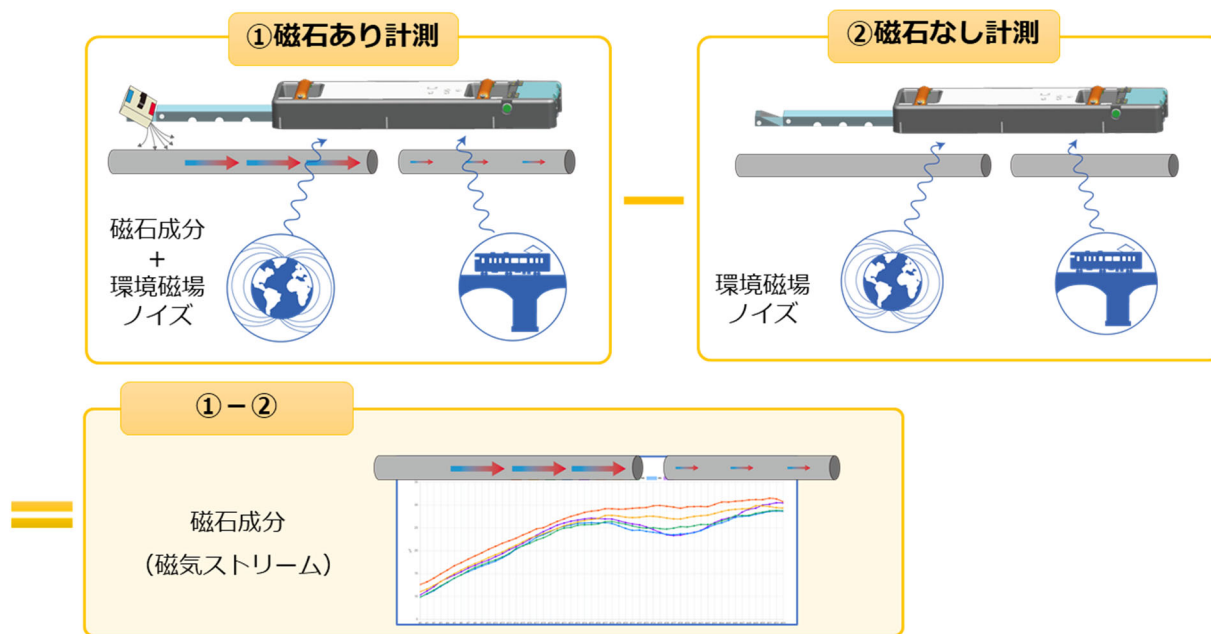 ①磁石あり計測
②磁石なし計測
磁石成分
+
環境磁場
ノイズ
環境磁場
ノイズ
①－②
磁石成分
（磁気ストリーム）